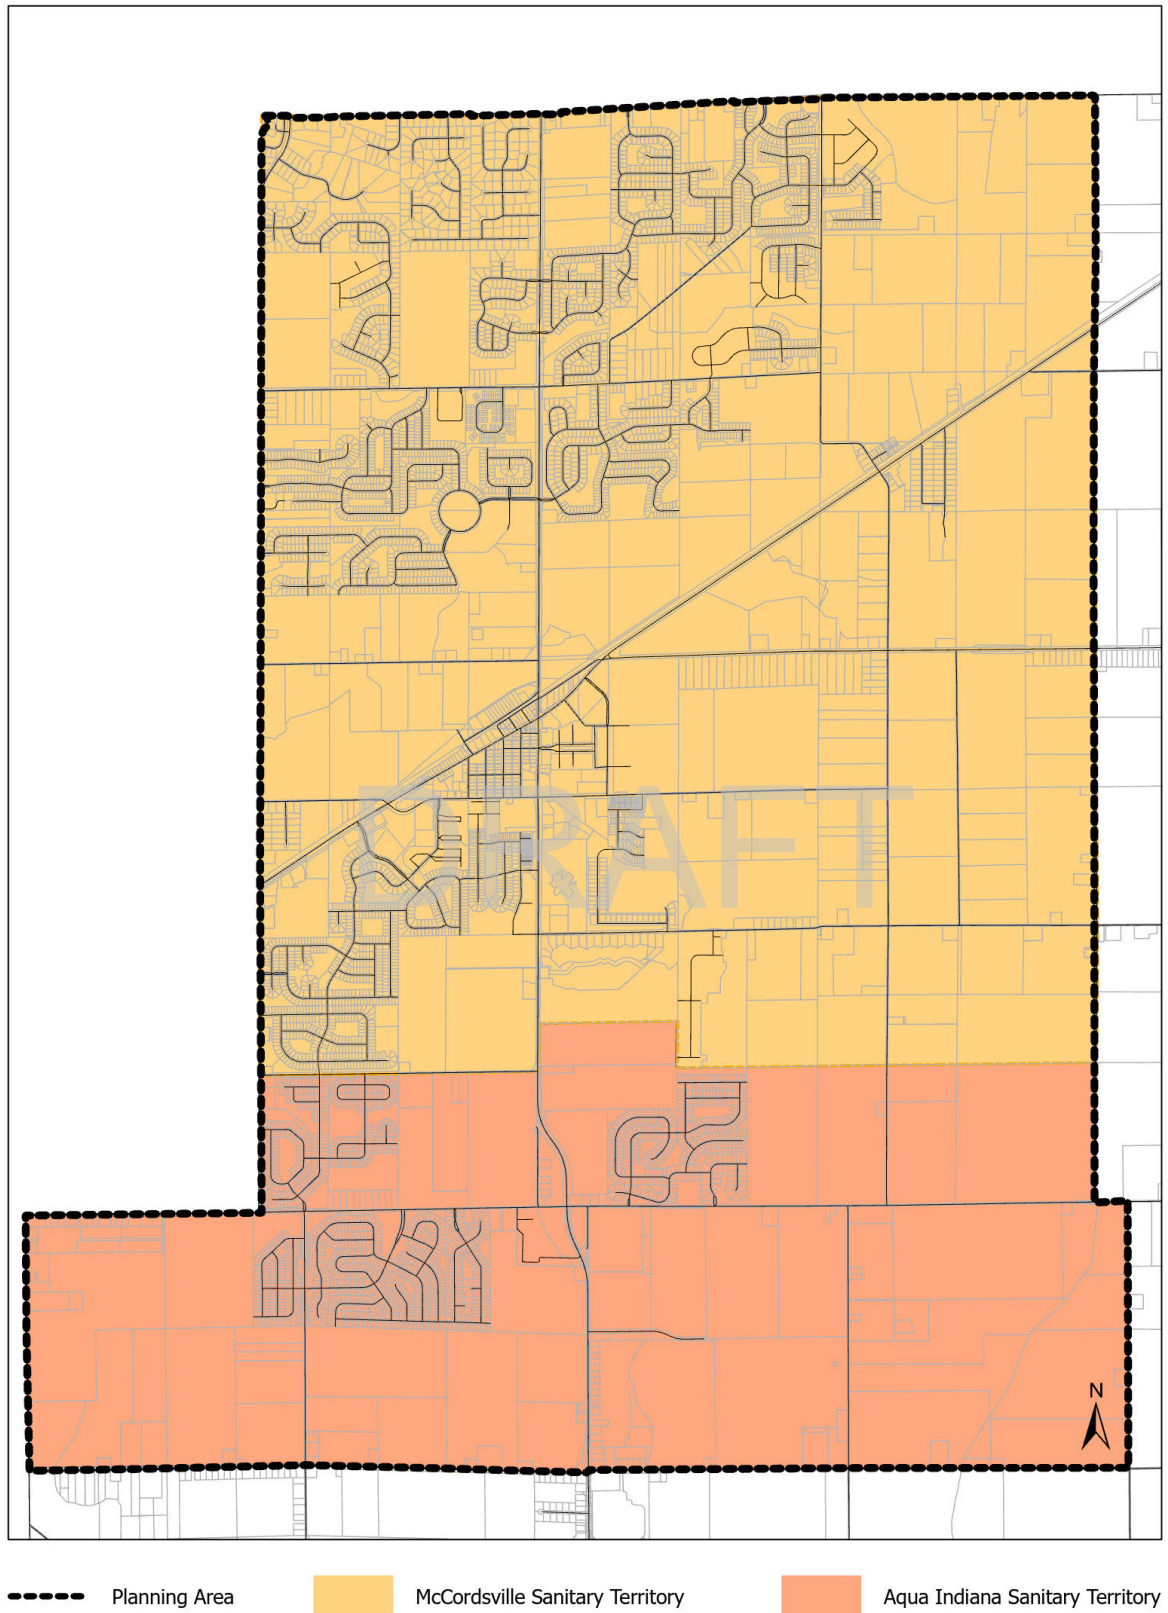 DRAFT
N
Planning Area
McCordsville Sanitary Territory
Aqua Indiana Sanitary Territory